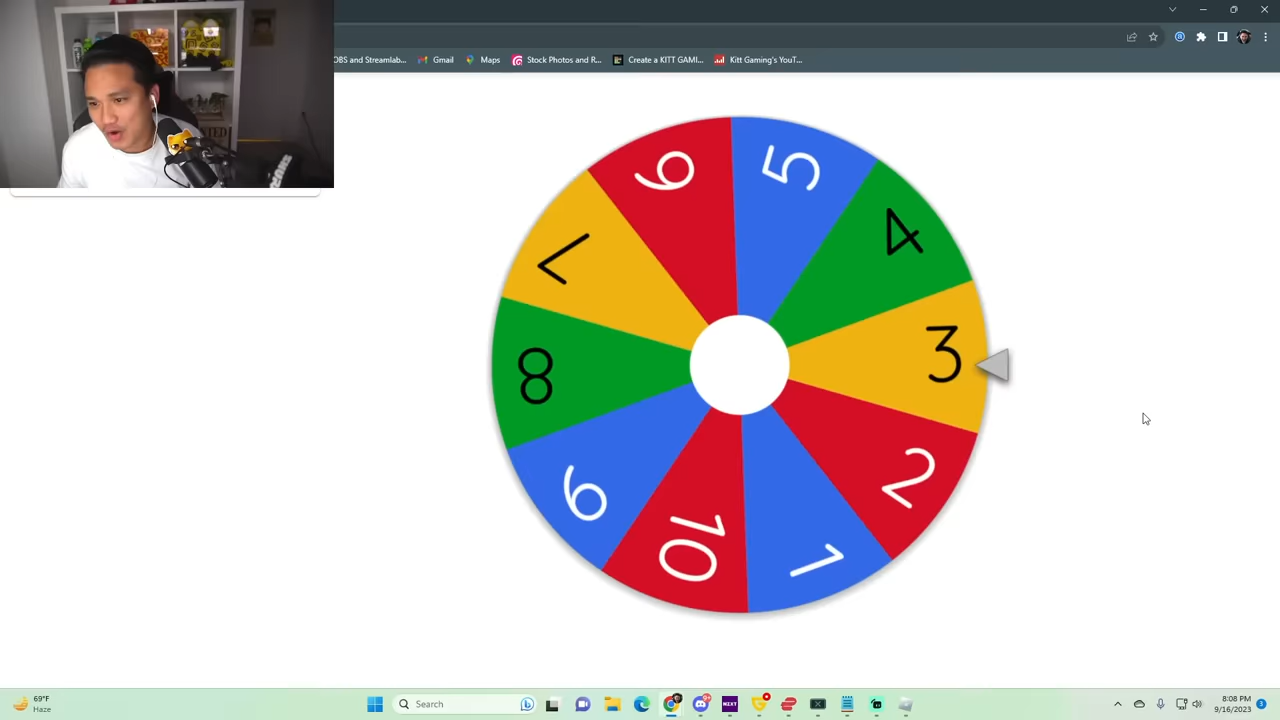 OBS and Streamlab...
Gmail
Maps
Stock Photos and R...
Create a KITT GAMI...
Kitt Gaming's YouT...
6
5
4
7
3
8
2
9
10
1
69°F
Haze
Search
8:08 PM
9/16/2023